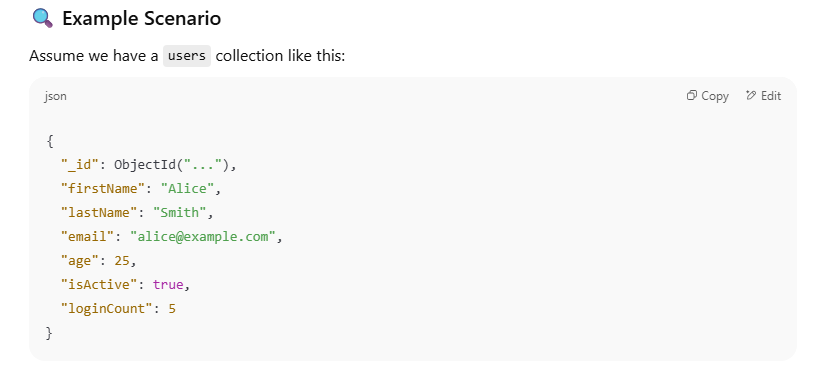 🔍 Example Scenario
Assume we have a users collection like this:
json
Copy
Edit
{
  "_id": ObjectId("..."),
  "firstName": "Alice",
  "lastName": "Smith",
  "email": "alice@example.com",
  "age": 25,
  "isActive": true,
  "loginCount": 5
}